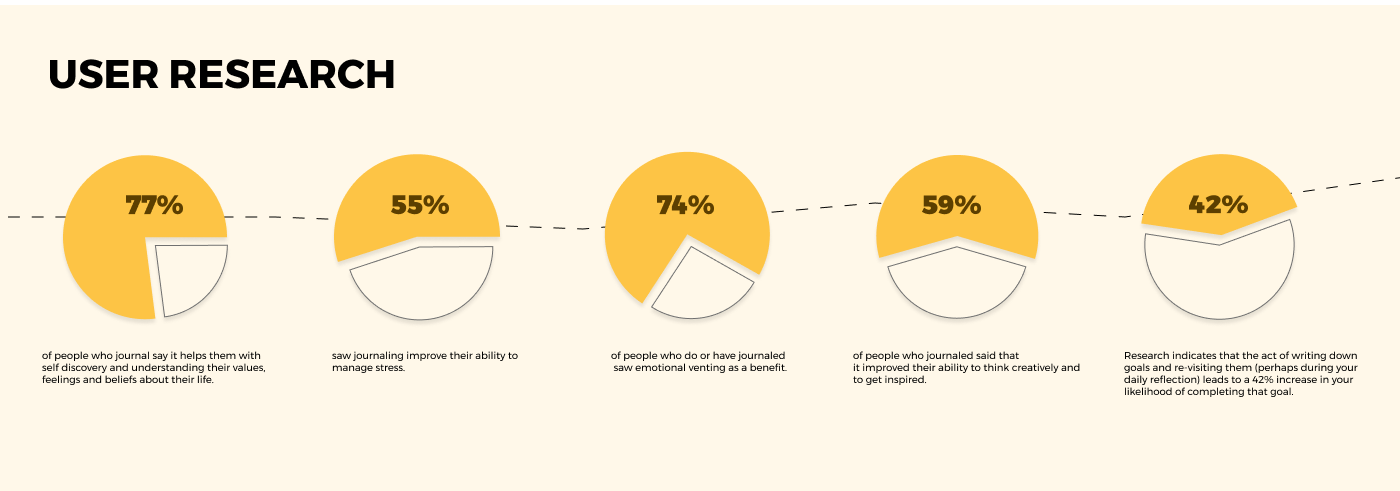 USER RESEARCH
77%
55%
74%
59%
42%
of people who journal say it helps them with
self discovery and understanding their values,
feelings and beliefs about their life.
saw journaling improve their ability to
manage stress.
of people who do or have journaled
saw emotional venting as a benefit.
of people who journaled said that
it improved their ability to think creatively and
to get inspired.
Research indicates that the act of writing down
goals and re-visiting them (perhaps during your
daily reflection) leads to a 42% increase in your
likelihood of completing that goal.